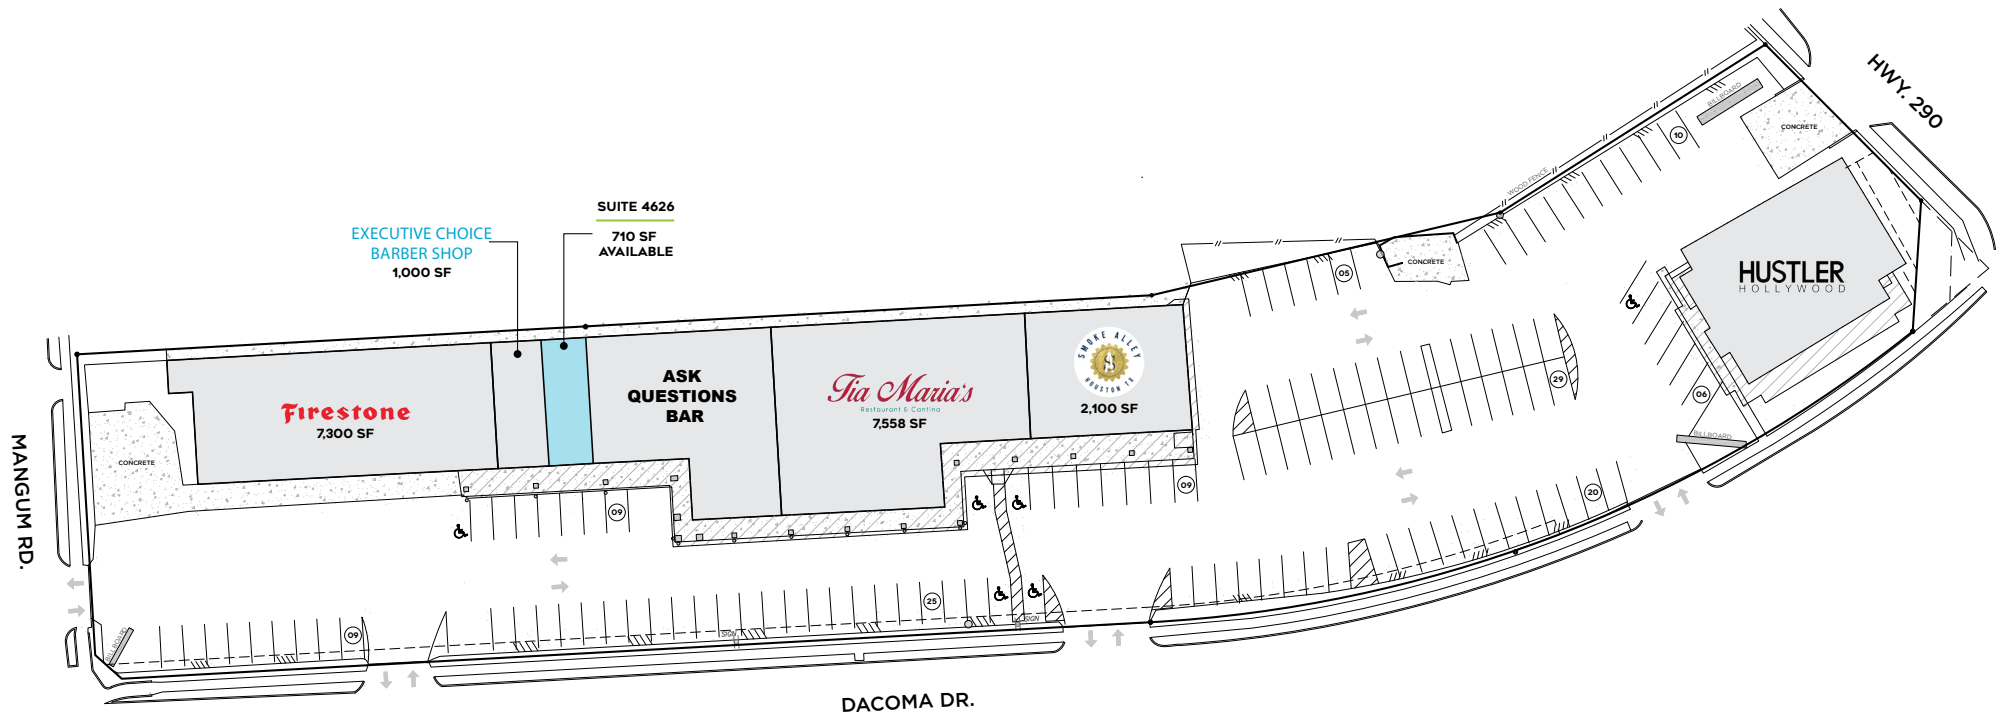 HWY. 290
BILLBOARD
CONCRETE
10
WOOD FENCE
SUITE 4626
710 SF
AVAILABLE
EXECUTIVE CHOICE
BARBER SHOP
1,000 SF
CONCRETE
05
HUSTLER
HOLLYWOOD
SMOKE ALLEY
S
HOUSTON TX
2,100 SF
ASK
QUESTIONS
BAR
Tia Maria's
Restaurant & Cantina
7,558 SF
Firestone
7,300 SF
29
06
BILLBOARD
CONCRETE
MANGUM RD.
09
09
20
25
09
SIGN
SIGN
BILLBOARD
DACOMA DR.